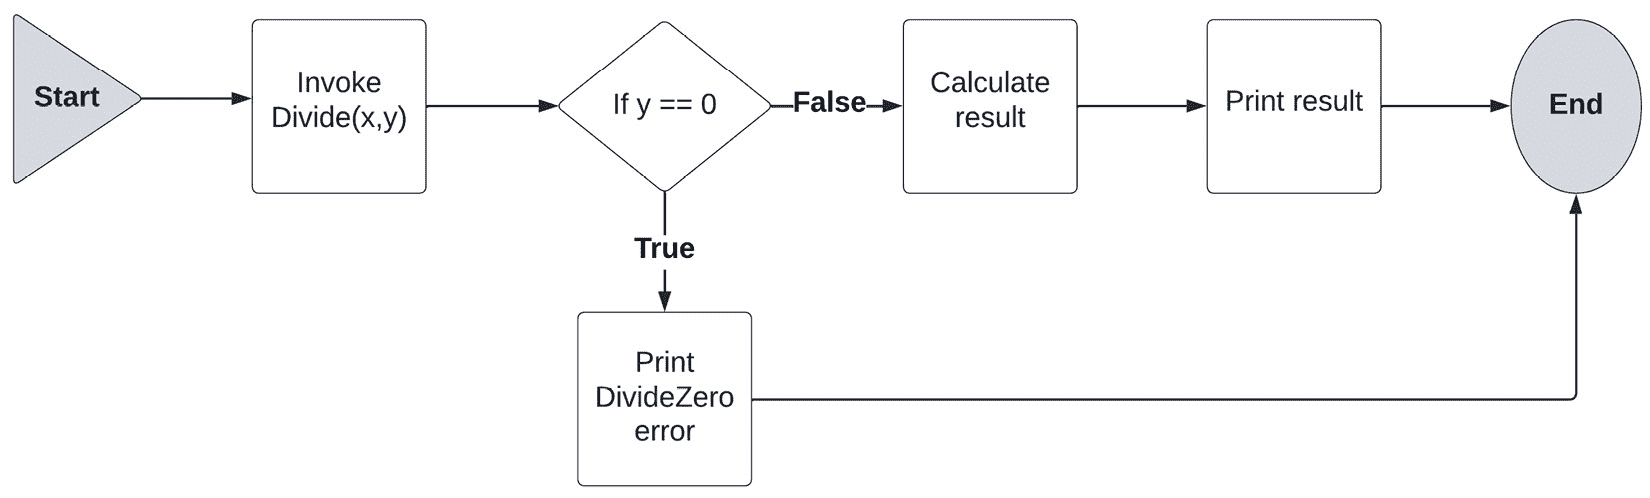 Start
Invoke
Divide(x,y)
If y == 0
False
Calculate
result
Print result
End
True
Print
DivideZero
error